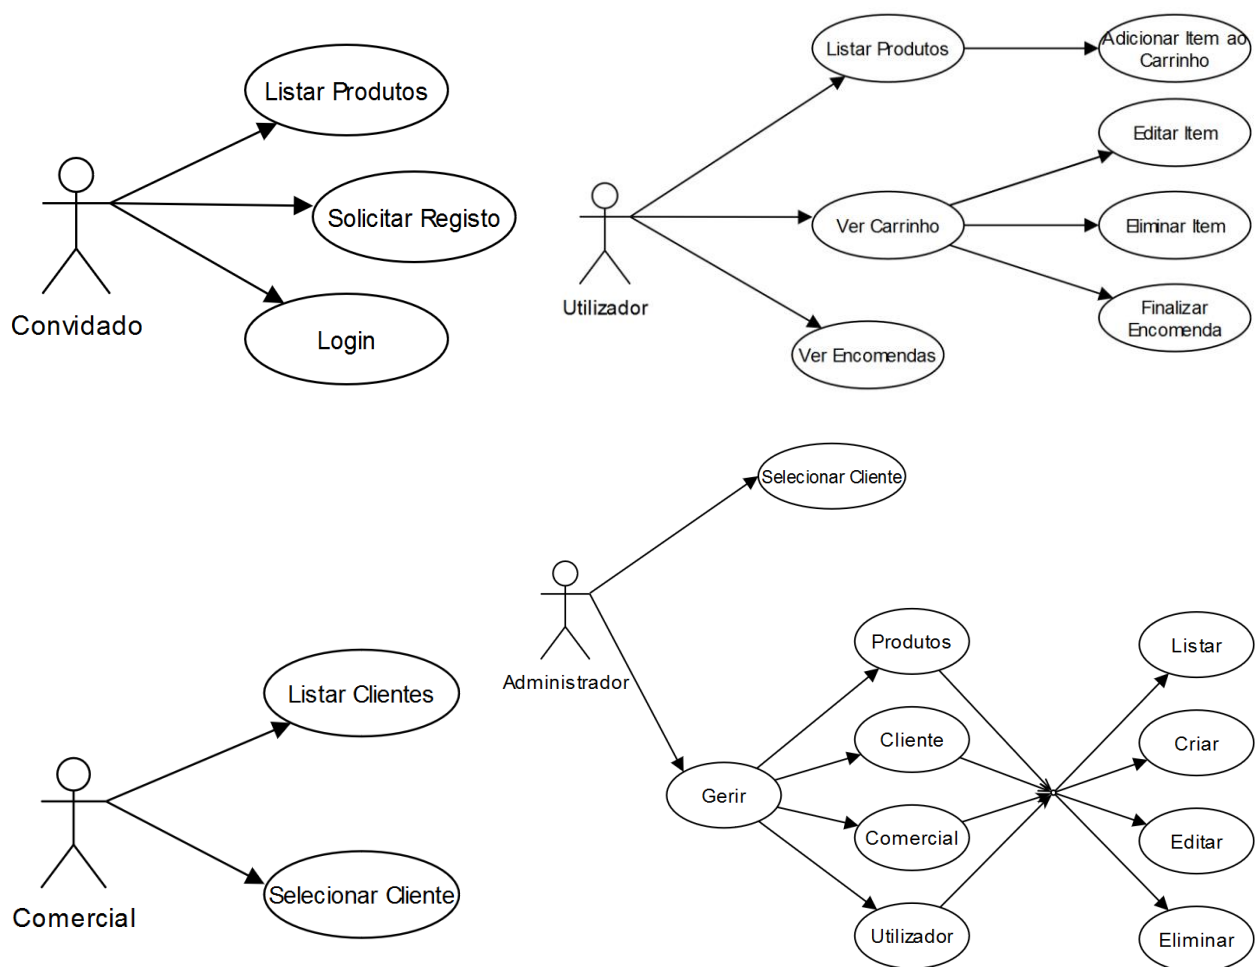 Listar Produtos
Solicitar Registo
Login
Convidado
Listar Produtos
Adicionar Item ao
Carrinho
Editar Item
Ver Carrinho
Eliminar Item
Utilizador
Finalizar
Encomenda
Ver Encomendas
Listar Clientes
Selecionar Cliente
Comercial
Selecionar Cliente
Administrador
Produtos
Listar
Cliente
Criar
Gerir
Comercial
Editar
Utilizador
Eliminar